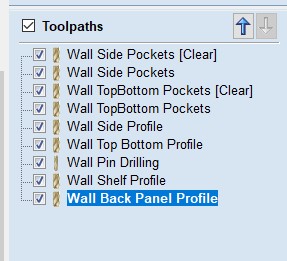 Toolpaths
Wall Side Pockets [Clear]
Wall Side Pockets
Wall TopBottom Pockets [Clear]
Wall TopBottom Pockets
Wall Side Profile
Wall Top Bottom Profile
Wall Pin Drilling
Wall Shelf Profile
Wall Back Panel Profile